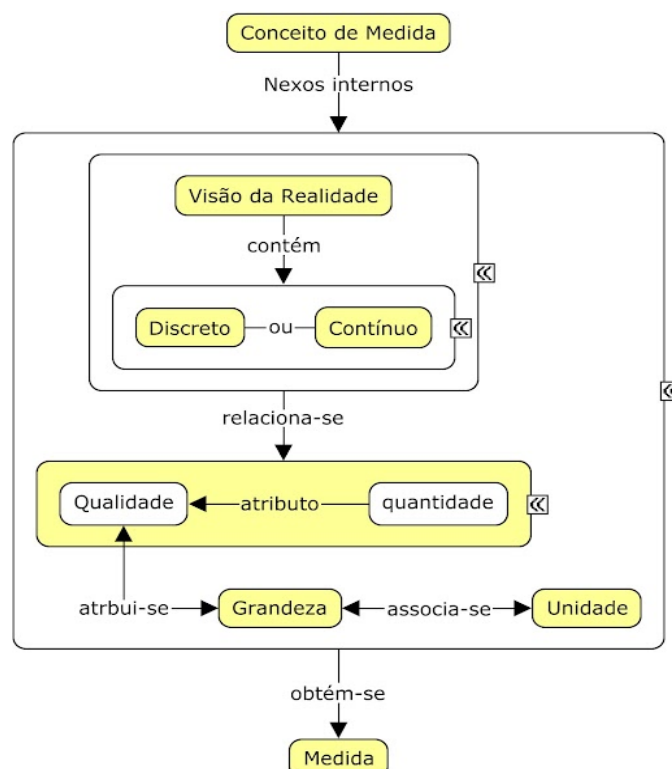 Conceito de Medida
Nexos internos
Visão da Realidade
contém
Discreto ou Contínuo
relaciona-se
Qualidade atributo quantidade
atrbui-se Grandeza associa-se Unidade
obtém-se
Medida